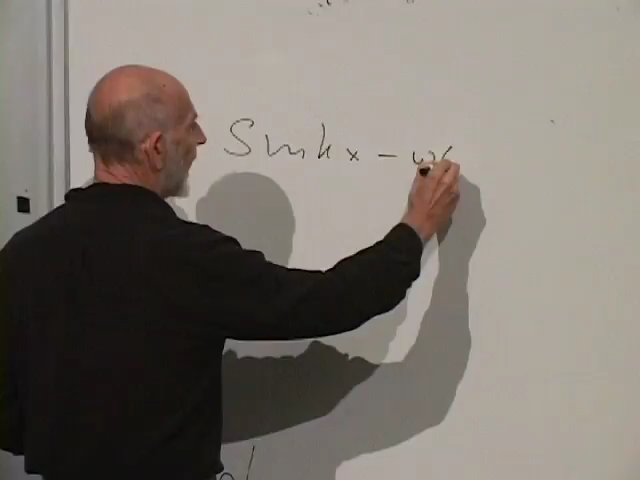 Sin kx - ω